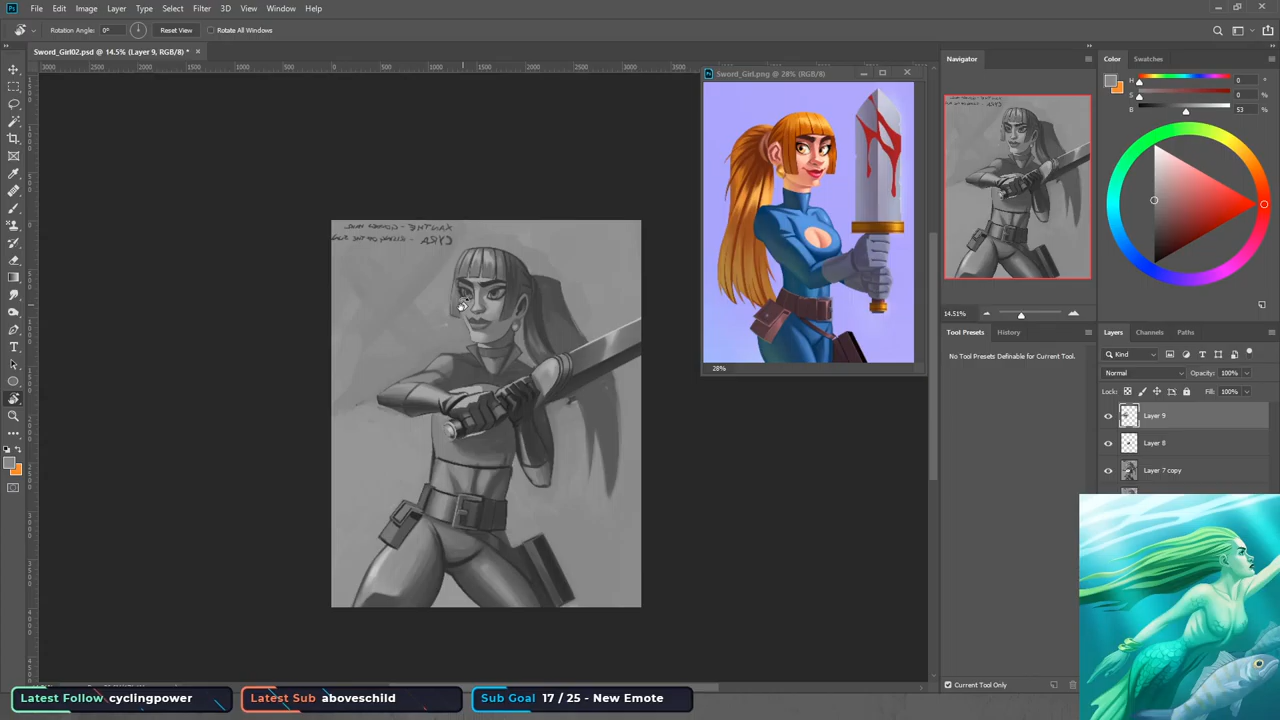 File Edit Image Layer Type Select Filter 3D View Window Help
Rotation Angle: 0° Reset View Rotate All Windows
Sword_Girl02.psd @ 14.5% (Layer 9, RGB/8) *
Sword_Girl.png @ 28% (RGB/8)
28%
Navigator
14.51%
Color Swatches
H 0 °
S 0 %
B 53 %
Tool Presets History
No Tool Presets Definable for Current Tool.
Current Tool Only
Layers Channels Paths
Kind
Normal Opacity: 100%
Lock: Fill: 100%
Layer 9
Layer 8
Layer 7 copy
Latest Follow cyclingpower
Latest Sub aboveschild
Sub Goal 17 / 25 - New Emote